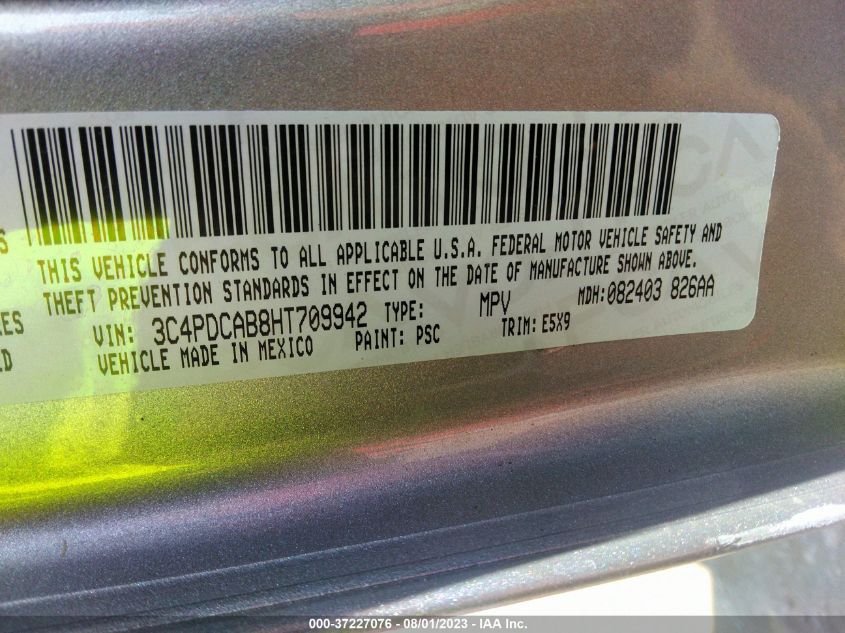 THIS VEHICLE CONFORMS TO ALL APPLICABLE U.S.A. FEDERAL MOTOR VEHICLE SAFETY AND
THEFT PREVENTION STANDARDS IN EFFECT ON THE DATE OF MANUFACTURE SHOWN ABOVE.
VIN: 3C4PDCAB8HT709942 TYPE: MPV MDH:082403 826AA
VEHICLE MADE IN MEXICO PAINT: PSC TRIM: E5X9
000-37227076 - 08/01/2023 - IAA Inc.